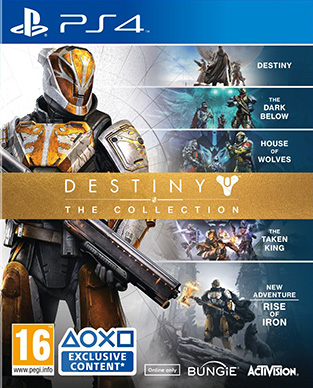 PS4
DESTINY
THE DARK
BELOW
HOUSE OF
WOLVES
DESTINY
THE COLLECTION
THE
TAKEN
KING
NEW
ADVENTURE
RISE OF
IRON
16
www.pegi.info
EXCLUSIVE
CONTENT*
Online only
BUNGiE
ACTIVISION